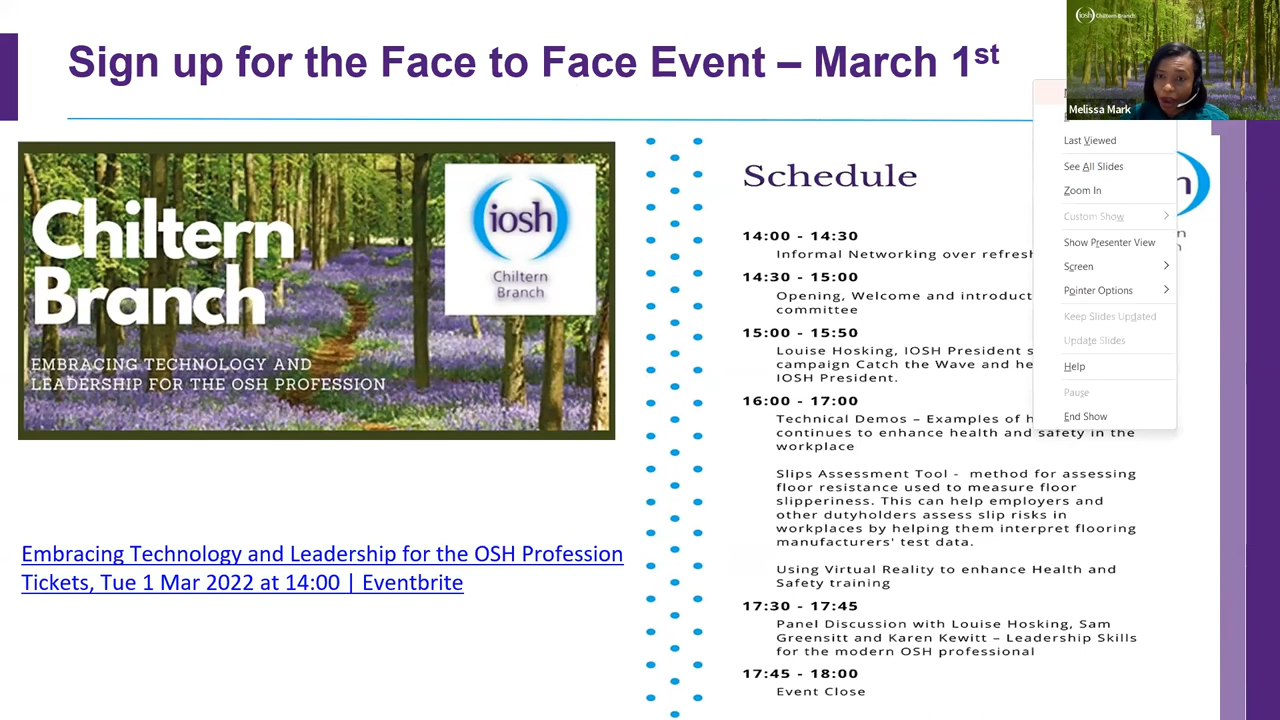 Sign up for the Face to Face Event – March 1st
iosh Chiltern Branch
Melissa Mark
Chiltern
Branch
EMBRACING TECHNOLOGY AND
LEADERSHIP FOR THE OSH PROFESSION
iosh
Chiltern
Branch
Embracing Technology and Leadership for the OSH Profession
Tickets, Tue 1 Mar 2022 at 14:00 | Eventbrite
Schedule
14:00 - 14:30
Informal Networking over
14:30 - 15:00
Opening, Welcome and
committee
15:00 - 15:50
Louise Hosking, IOSH President
campaign Catch the Wave and
IOSH President.
16:00 - 17:00
Technical Demos – Examples of
continues to enhance health and safety in the
workplace
Slips Assessment Tool - method for assessing
floor resistance used to measure floor
slipperiness. This can help employers and
other dutyholders assess slip risks in
workplaces by helping them interpret flooring
manufacturers' test data.
Using Virtual Reality to enhance Health and
Safety training
17:30 - 17:45
Panel Discussion with Louise Hosking, Sam
Greensitt and Karen Kewitt – Leadership Skills
for the modern OSH professional
17:45 - 18:00
Event Close
Last Viewed
See All Slides
Zoom In
Custom Show
Show Presenter View
Screen
Pointer Options
Keep Slides Updated
Update Slides
Help
Pause
End Show